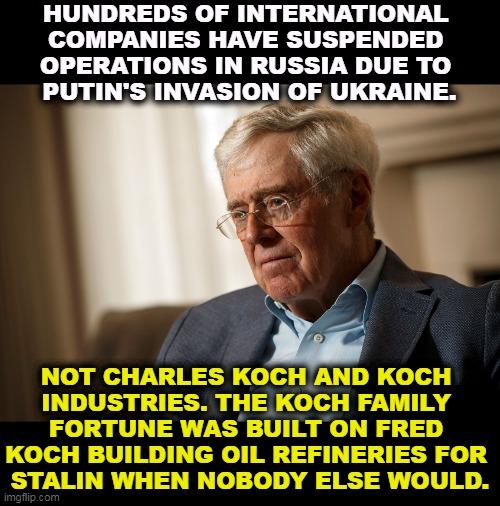 HUNDREDS OF INTERNATIONAL
COMPANIES HAVE SUSPENDED
OPERATIONS IN RUSSIA DUE TO
PUTIN'S INVASION OF UKRAINE.
NOT CHARLES KOCH AND KOCH
INDUSTRIES. THE KOCH FAMILY
FORTUNE WAS BUILT ON FRED
KOCH BUILDING OIL REFINERIES FOR
STALIN WHEN NOBODY ELSE WOULD.
imgflip.com